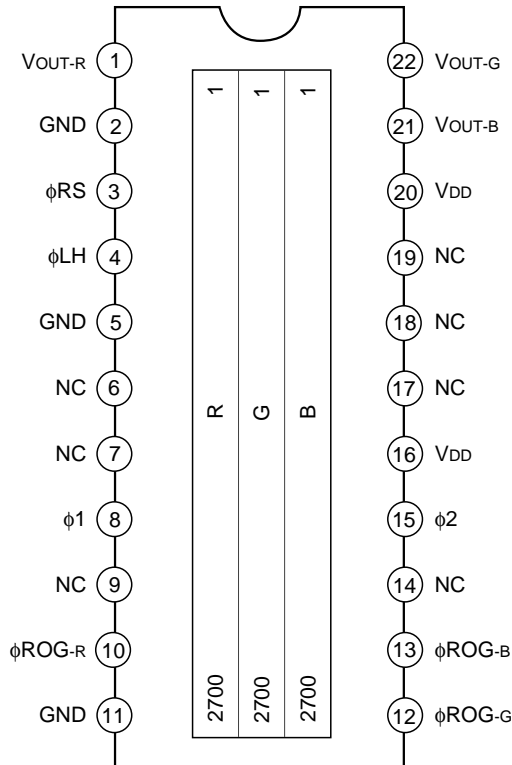 VOUT-R 1 1 1 1 22 VOUT-G
GND 2 21 VOUT-B
ϕRS 3 20 VDD
ϕLH 4 19 NC
GND 5 18 NC
NC 6 R G B 17 NC
NC 7 16 VDD
ϕ1 8 15 ϕ2
NC 9 14 NC
ϕROG-R 10 13 ϕROG-B
GND 11 2700 2700 2700 12 ϕROG-G